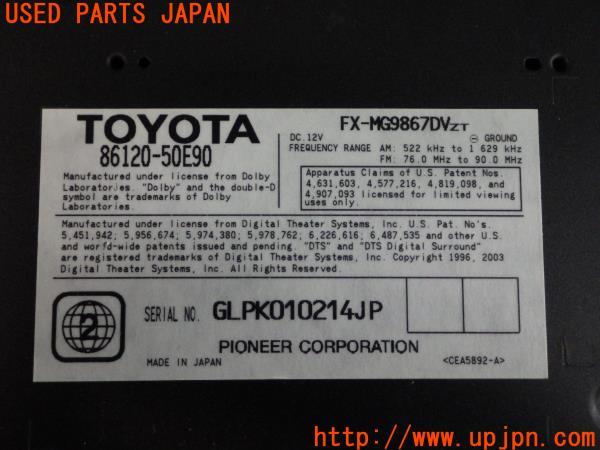 USED PARTS JAPAN
TOYOTA
86120-50E90
FX-MG9867DVZT
DC.12V ⊖ GROUND
FREQUENCY RANGE AM: 522 kHz to 1 629 kHz
FM: 76.0 MHz to 90.0 MHz
Apparatus Claims of U.S. Patent Nos.
4,631,603, 4,577,216, 4,819,098, and
4,907,093 licensed for limited viewing
uses only.
Manufactured under license from Dolby
Laboratories. "Dolby" and the double-D
symbol are trademarks of Dolby
Laboratories.
Manufactured under license from Digital Theater Systems, Inc. U.S. Pat. No's.
5,451,942; 5,956,674; 5,974,380; 5,978,762; 6,226,616; 6,487,535 and other U.S.
and world-wide patents issued and pending. "DTS" and "DTS Digital Surround"
are registered trademarks of Digital Theater Systems, Inc. Copyright 1996, 2003
Digital Theater Systems, Inc. All Rights Reserved.
2
SERIAL NO. GLPK010214JP
PIONEER CORPORATION
MADE IN JAPAN
<CEA5892-A>
http://www.upjpn.com/